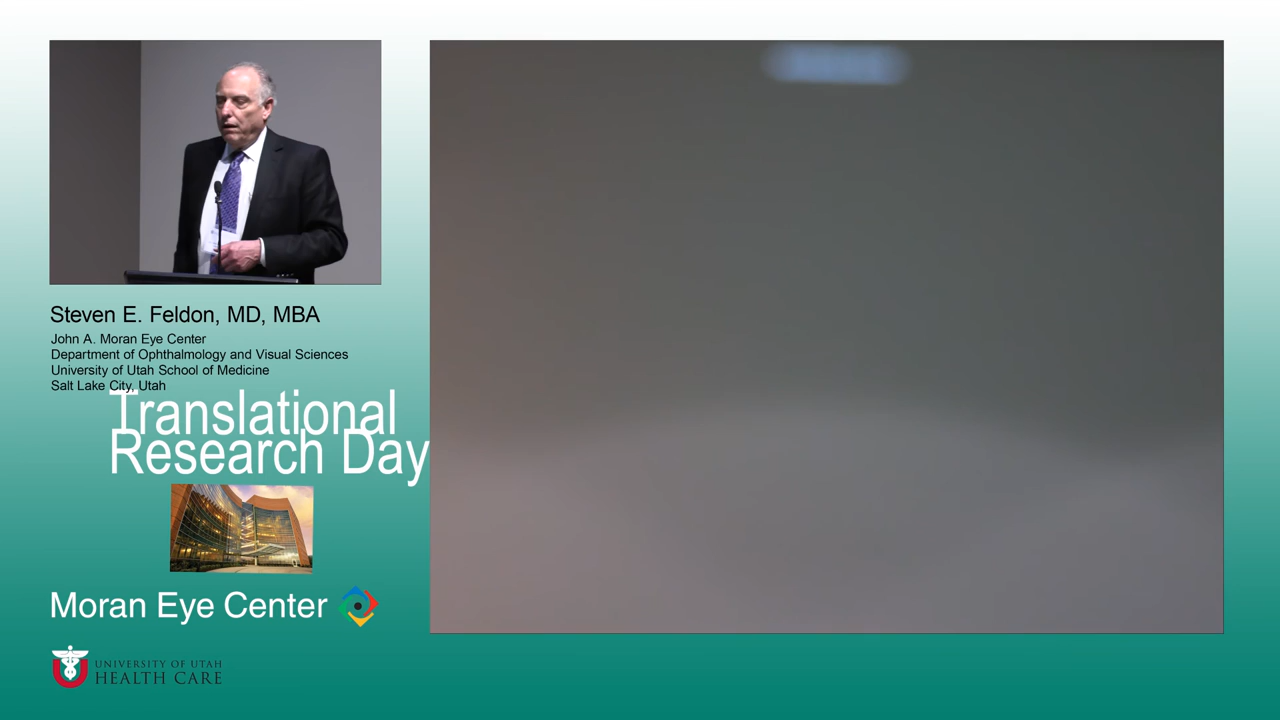 Steven E. Feldon, MD, MBA
John A. Moran Eye Center
Department of Ophthalmology and Visual Sciences
University of Utah School of Medicine
Salt Lake City, Utah
Translational
Research Day
Moran Eye Center
UNIVERSITY OF UTAH
HEALTH CARE